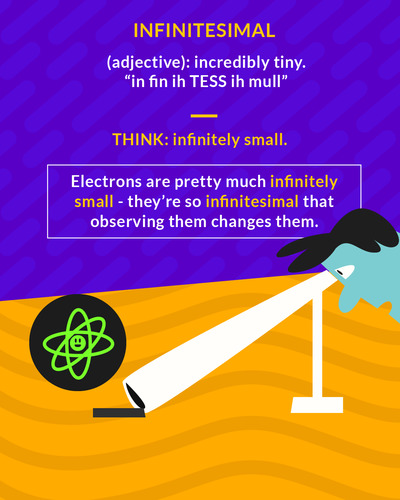 INFINITESIMAL
(adjective): incredibly tiny.
“in fin ih TESS ih mull”
THINK: infinitely small.
Electrons are pretty much infinitely
small - they’re so infinitesimal that
observing them changes them.